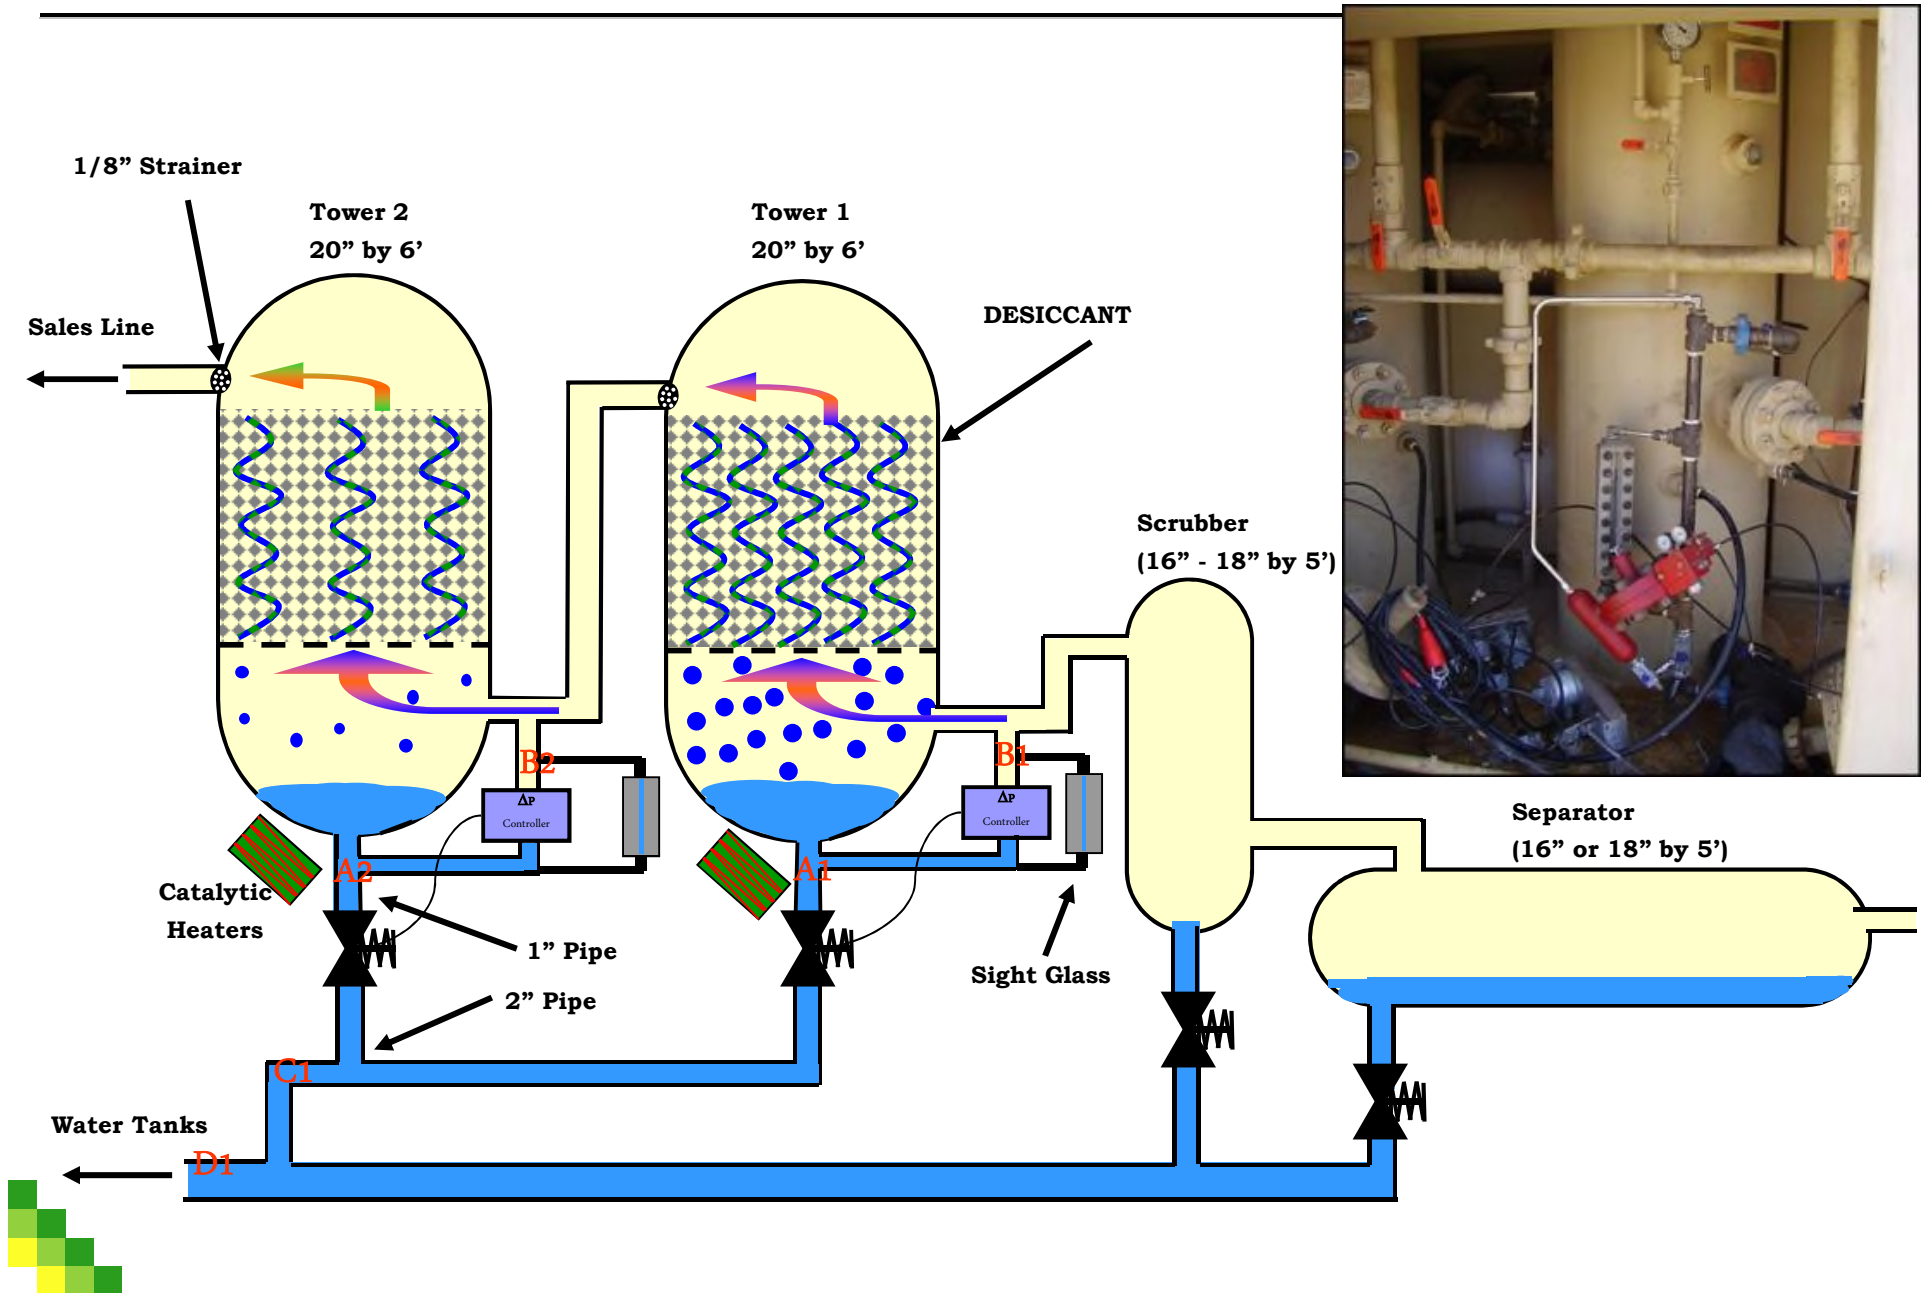 1/8” Strainer
Tower 2
20” by 6’
Tower 1
20” by 6’
Sales Line
DESICCANT
Scrubber
(16” - 18” by 5’)
B2
B1
ΔP
Controller
ΔP
Controller
Separator
(16” or 18” by 5’)
A2
A1
Catalytic
Heaters
1” Pipe
Sight Glass
2” Pipe
C1
Water Tanks
D1